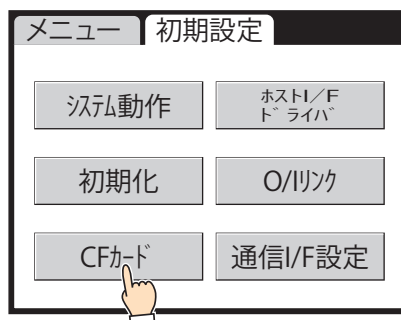 メニュー 初期設定
ｼｽﾃﾑ動作 ホストI／F
ト゛ライハ゛
初期化 O/Iﾘﾝｸ
CFｶｰﾄﾞ 通信I/F設定